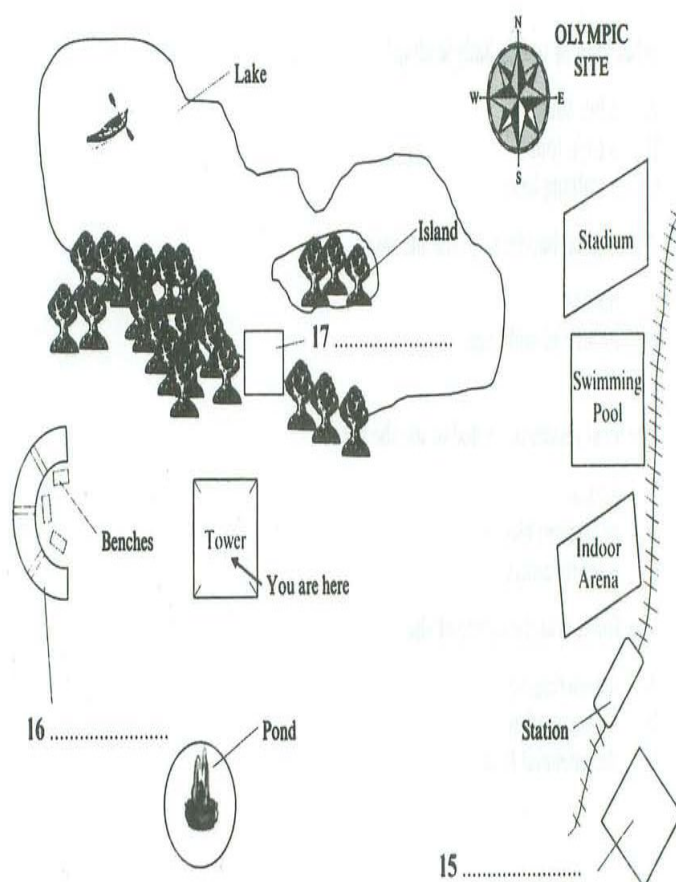 N
OLYMPIC
SITE
W
E
S
Lake
Stadium
Island
17 ....................
Swimming
Pool
Benches
Tower
You are here
Indoor
Arena
16 ....................
Pond
Station
15 ....................